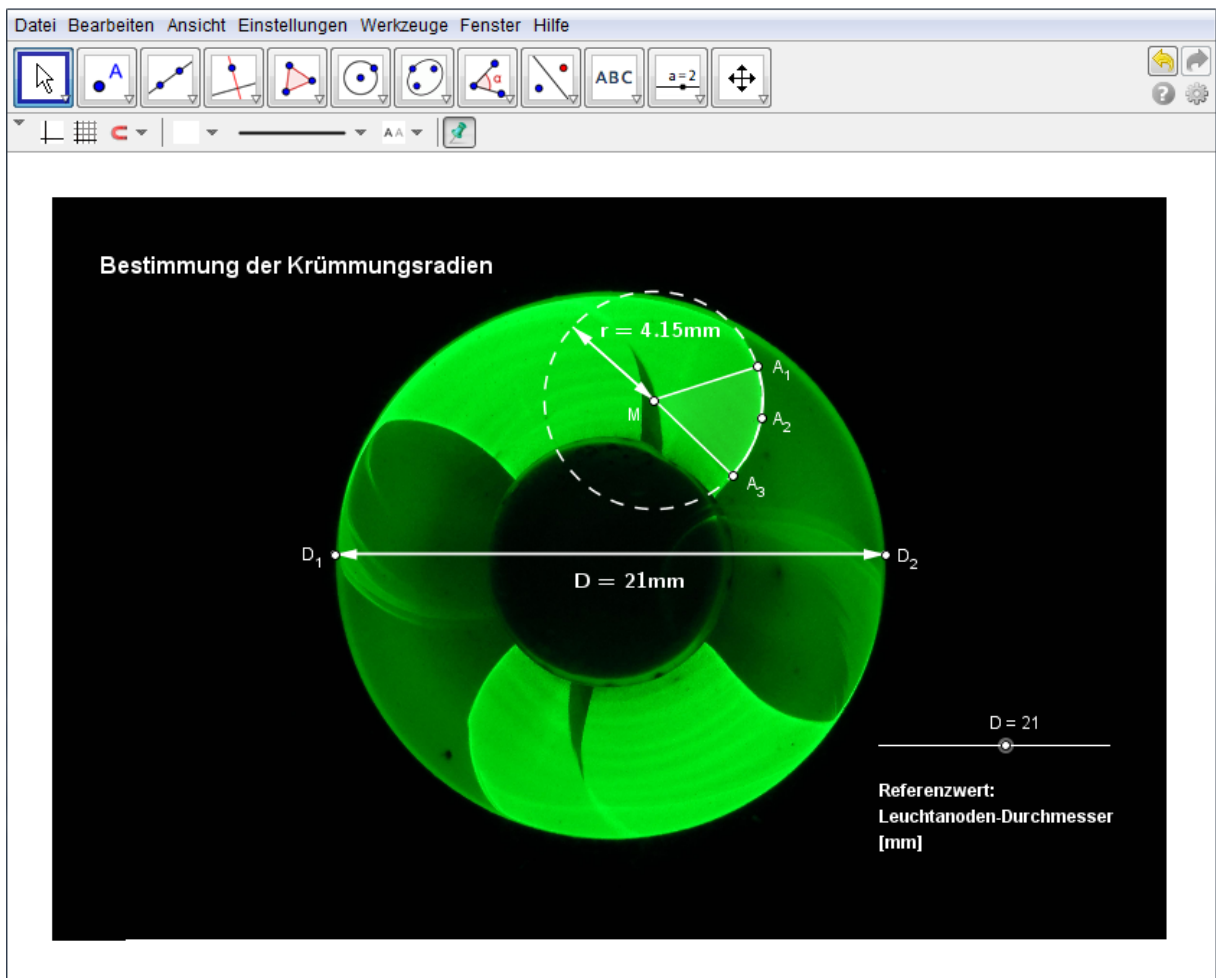 Datei Bearbeiten Ansicht Einstellungen Werkzeuge Fenster Hilfe
A α ABC a=2
AA
Bestimmung der Krümmungsradien
r = 4.15mm
A1
M
A2
A3
D1
D2
D = 21mm
D = 21
Referenzwert:
Leuchtanoden-Durchmesser
[mm]